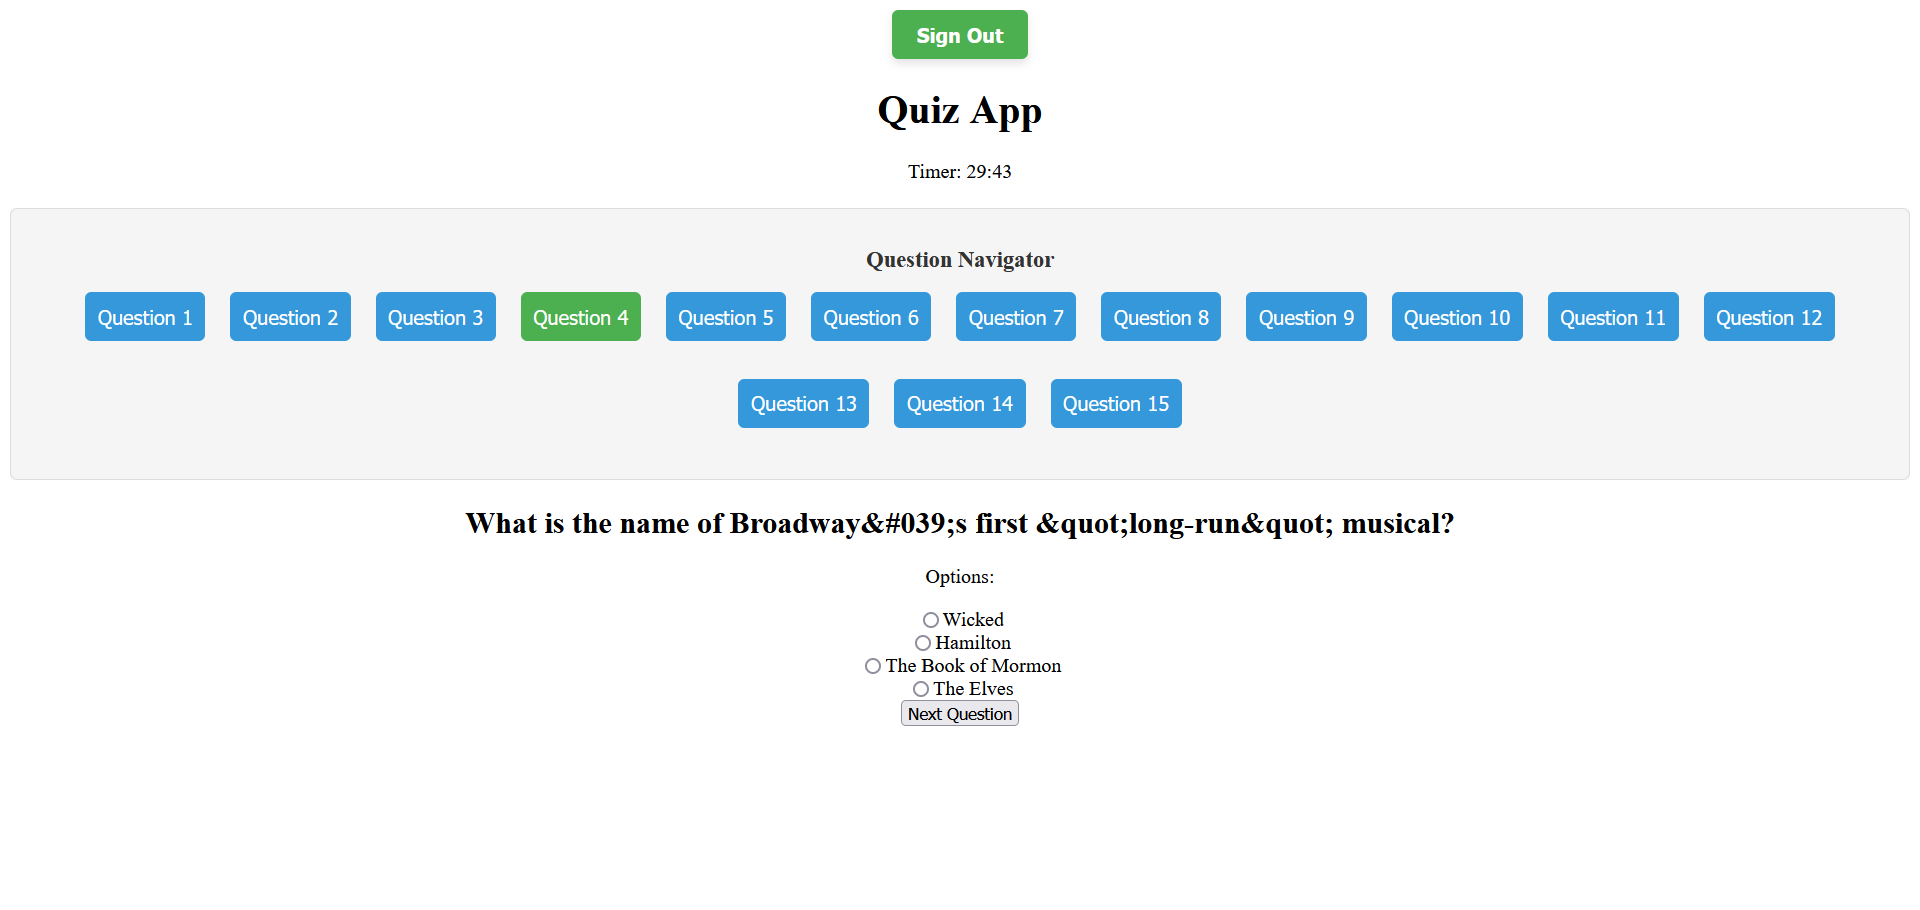 Sign Out
Quiz App
Timer: 29:43
Question Navigator
Question 1 Question 2 Question 3 Question 4 Question 5 Question 6 Question 7 Question 8 Question 9 Question 10 Question 11 Question 12
Question 13 Question 14 Question 15
What is the name of Broadway&#039;s first &quot;long-run&quot; musical?
Options:
Wicked
Hamilton
The Book of Mormon
The Elves
Next Question